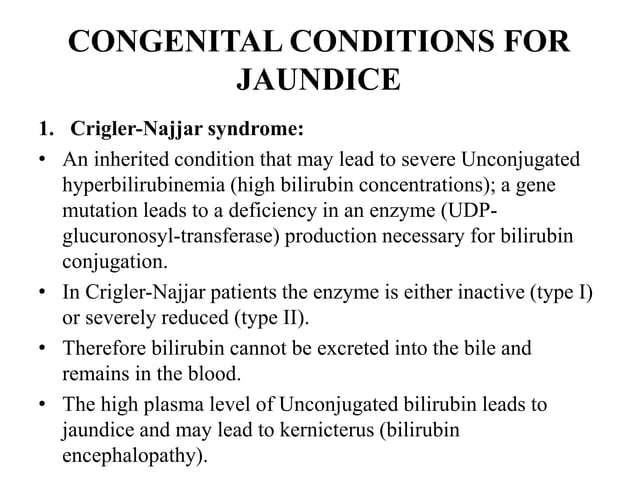 CONGENITAL CONDITIONS FOR
JAUNDICE
1. Crigler-Najjar syndrome:
• An inherited condition that may lead to severe Unconjugated
hyperbilirubinemia (high bilirubin concentrations); a gene
mutation leads to a deficiency in an enzyme (UDP-
glucuronosyl-transferase) production necessary for bilirubin
conjugation.
• In Crigler-Najjar patients the enzyme is either inactive (type I)
or severely reduced (type II).
• Therefore bilirubin cannot be excreted into the bile and
remains in the blood.
• The high plasma level of Unconjugated bilirubin leads to
jaundice and may lead to kernicterus (bilirubin
encephalopathy).